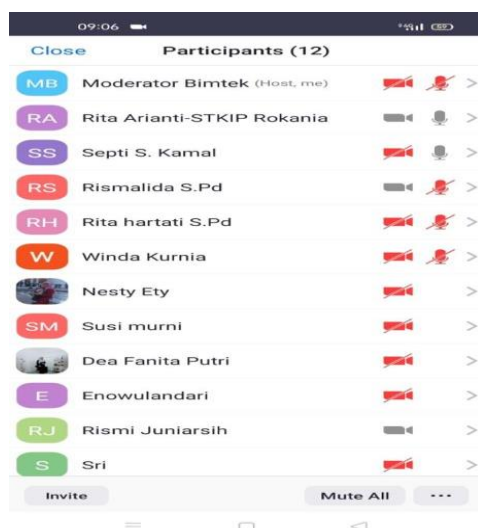 09:06
Close Participants (12)
MB Moderator Bimtek (Host, me)
RA Rita Arianti-STKIP Rokania
SS Septi S. Kamal
RS Rismalida S.Pd
RH Rita hartati S.Pd
W Winda Kurnia
Nesty Ety
SM Susi murni
Dea Fanita Putri
E Enowulandari
RJ Rismi Juniarsih
S Sri
Invite Mute All ...